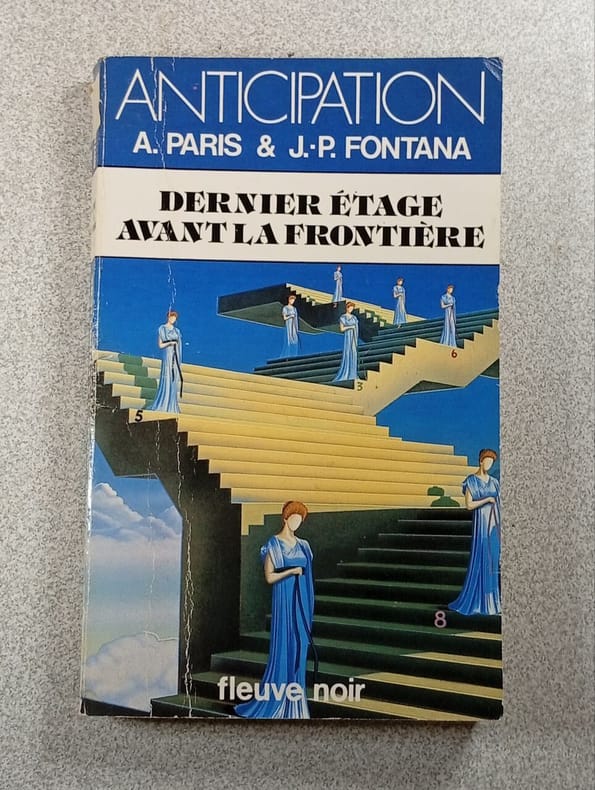 ANTICIPATION
A. PARIS & J.-P. FONTANA
DERNIER ÉTAGE
AVANT LA FRONTIÈRE
6
3
5
8
fleuve noir